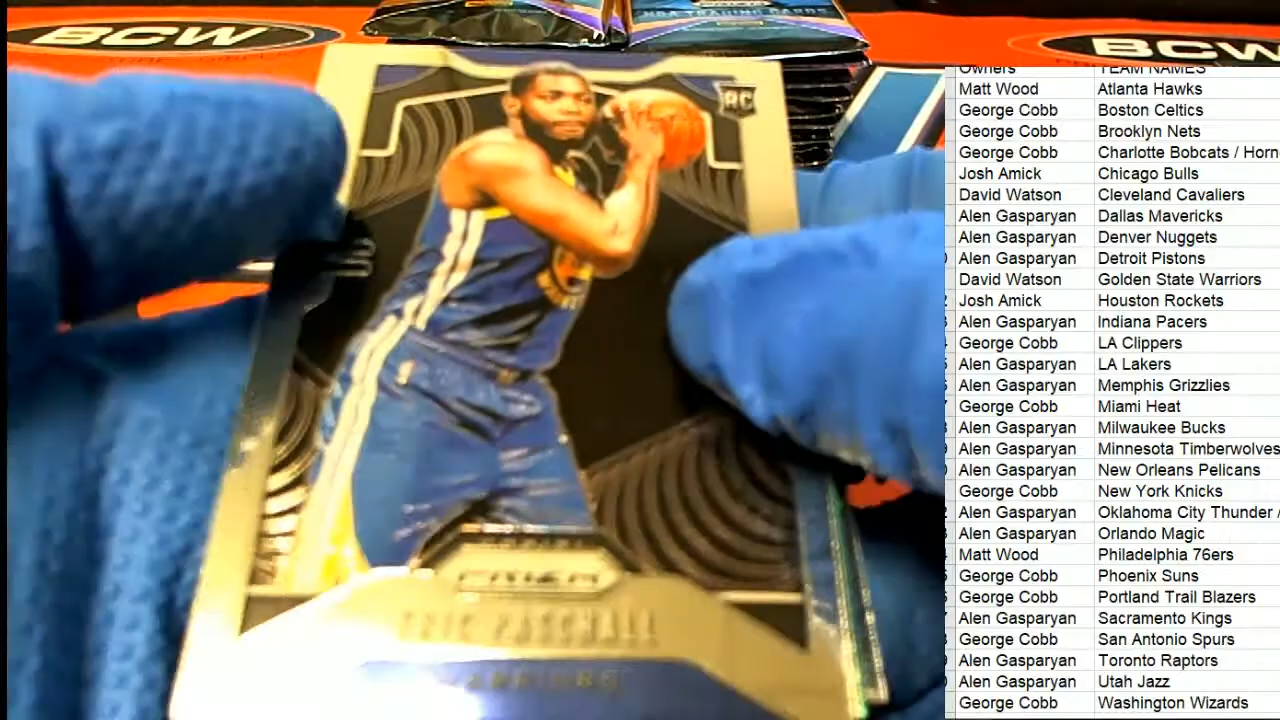 BCW
NBA TRADING CARDS
BCW
RC
PRIZM
PASCHALL
Owners TEAM NAMES
Matt Wood Atlanta Hawks
George Cobb Boston Celtics
George Cobb Brooklyn Nets
George Cobb Charlotte Bobcats / Horn
Josh Amick Chicago Bulls
David Watson Cleveland Cavaliers
Alen Gasparyan Dallas Mavericks
Alen Gasparyan Denver Nuggets
Alen Gasparyan Detroit Pistons
David Watson Golden State Warriors
Josh Amick Houston Rockets
Alen Gasparyan Indiana Pacers
George Cobb LA Clippers
Alen Gasparyan LA Lakers
Alen Gasparyan Memphis Grizzlies
George Cobb Miami Heat
Alen Gasparyan Milwaukee Bucks
Alen Gasparyan Minnesota Timberwolves
Alen Gasparyan New Orleans Pelicans
George Cobb New York Knicks
Alen Gasparyan Oklahoma City Thunder /
Alen Gasparyan Orlando Magic
Matt Wood Philadelphia 76ers
George Cobb Phoenix Suns
George Cobb Portland Trail Blazers
Alen Gasparyan Sacramento Kings
George Cobb San Antonio Spurs
Alen Gasparyan Toronto Raptors
Alen Gasparyan Utah Jazz
George Cobb Washington Wizards